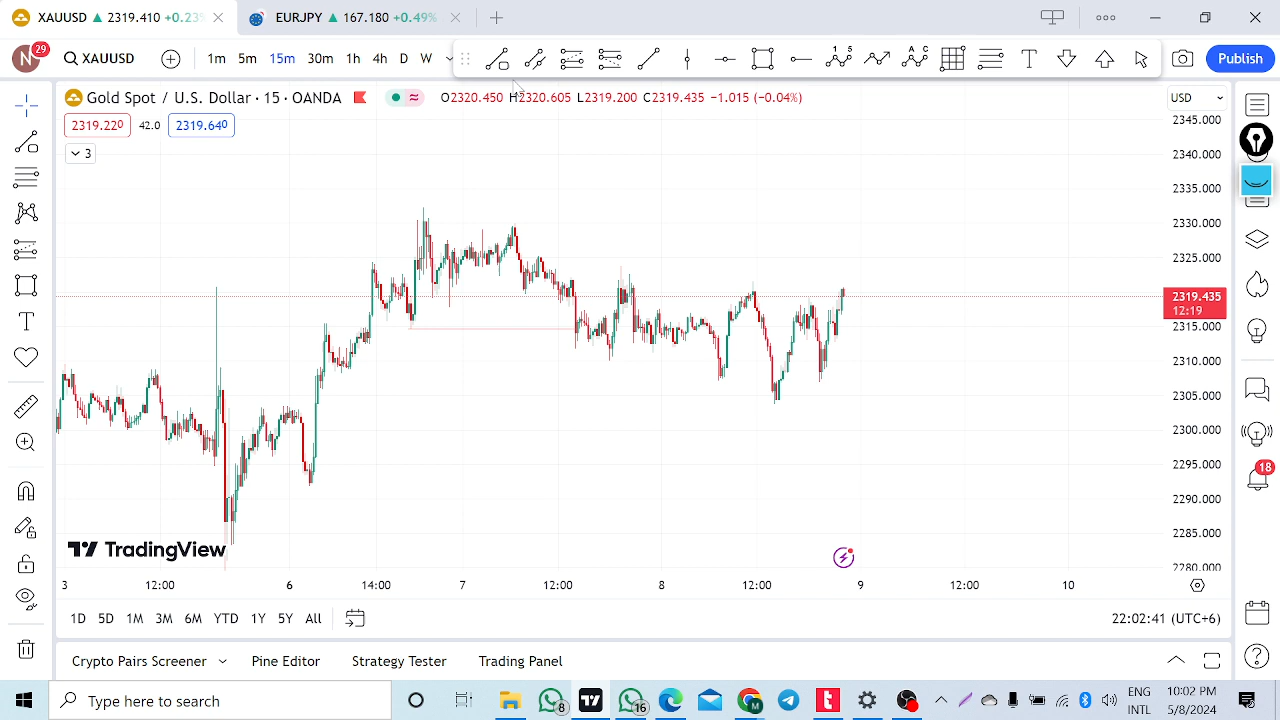 XAUUSD ▲ 2319.410 +0.23%
EURJPY ▲ 167.180 +0.49%
N 29
XAUUSD
1m 5m 15m 30m 1h 4h D W
Publish
Gold Spot / U.S. Dollar · 15 · OANDA
O2320.450 H2320.605 L2319.200 C2319.435 −1.015 (−0.04%)
USD
2319.220 42.0 2319.640
3
2345.000
2340.000
2335.000
2330.000
2325.000
2319.435
12:19
2315.000
2310.000
2305.000
2300.000
2295.000
2290.000
2285.000
2280.000
18
TradingView
3 12:00 6 14:00 7 12:00 8 12:00 9 12:00 10
1D 5D 1M 3M 6M YTD 1Y 5Y All
22:02:41 (UTC+6)
Crypto Pairs Screener Pine Editor Strategy Tester Trading Panel
Type here to search
8
16
ENG
INTL
10:02 PM
5/8/2024